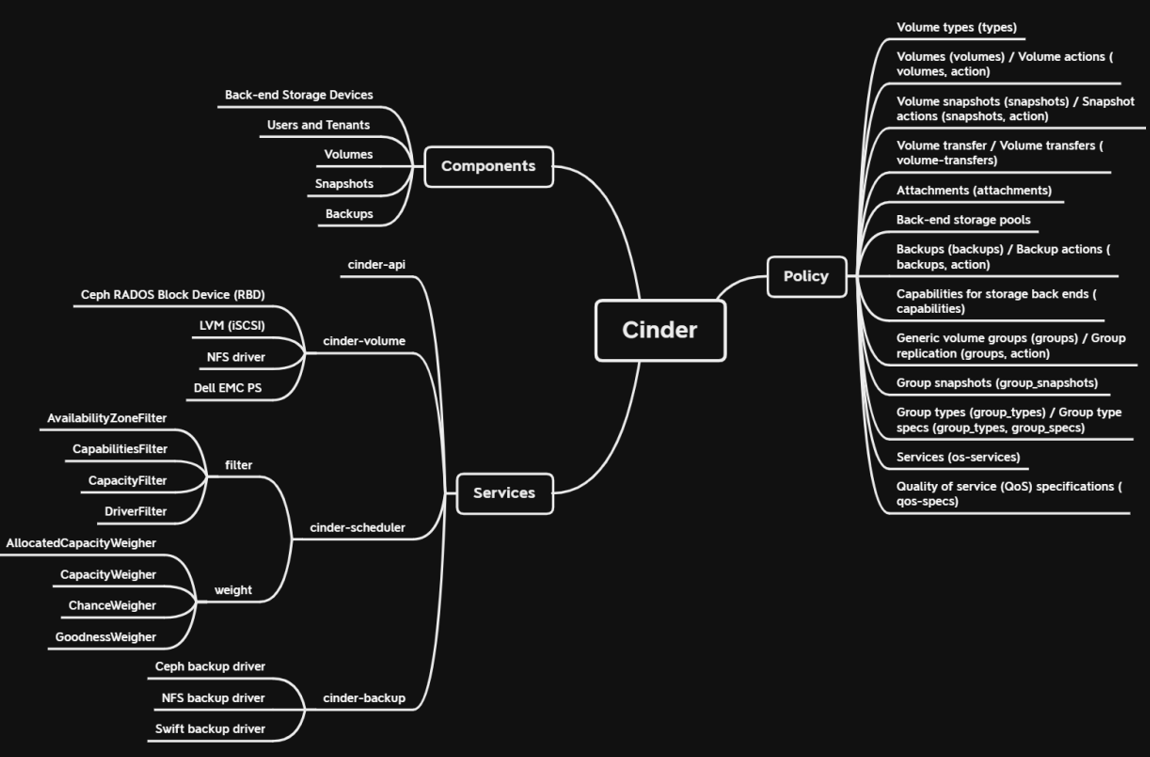 Cinder
Components
Back-end Storage Devices
Users and Tenants
Volumes
Snapshots
Backups
Services
cinder-api
cinder-volume
Ceph RADOS Block Device (RBD)
LVM (iSCSI)
NFS driver
Dell EMC PS
cinder-scheduler
filter
AvailabilityZoneFilter
CapabilitiesFilter
CapacityFilter
DriverFilter
weight
AllocatedCapacityWeigher
CapacityWeigher
ChanceWeigher
GoodnessWeigher
cinder-backup
Ceph backup driver
NFS backup driver
Swift backup driver
Policy
Volume types (types)
Volumes (volumes) / Volume actions (
volumes, action)
Volume snapshots (snapshots) / Snapshot
actions (snapshots, action)
Volume transfer / Volume transfers (
volume-transfers)
Attachments (attachments)
Back-end storage pools
Backups (backups) / Backup actions (
backups, action)
Capabilities for storage back ends (
capabilities)
Generic volume groups (groups) / Group
replication (groups, action)
Group snapshots (group_snapshots)
Group types (group_types) / Group type
specs (group_types, group_specs)
Services (os-services)
Quality of service (QoS) specifications (
qos-specs)